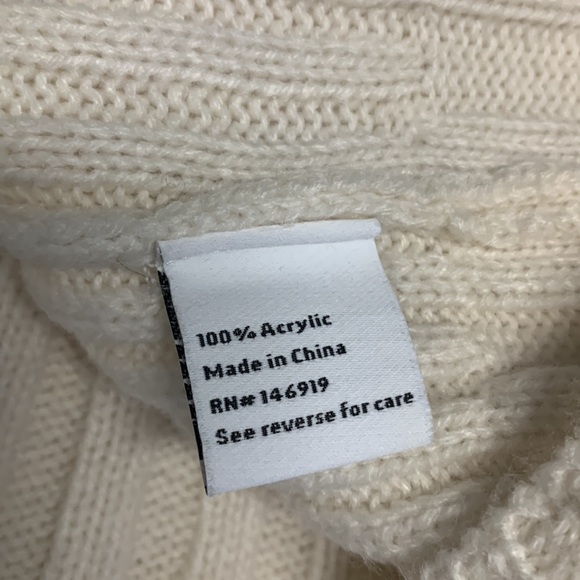 100% Acrylic
Made in China
RN# 146919
See reverse for care